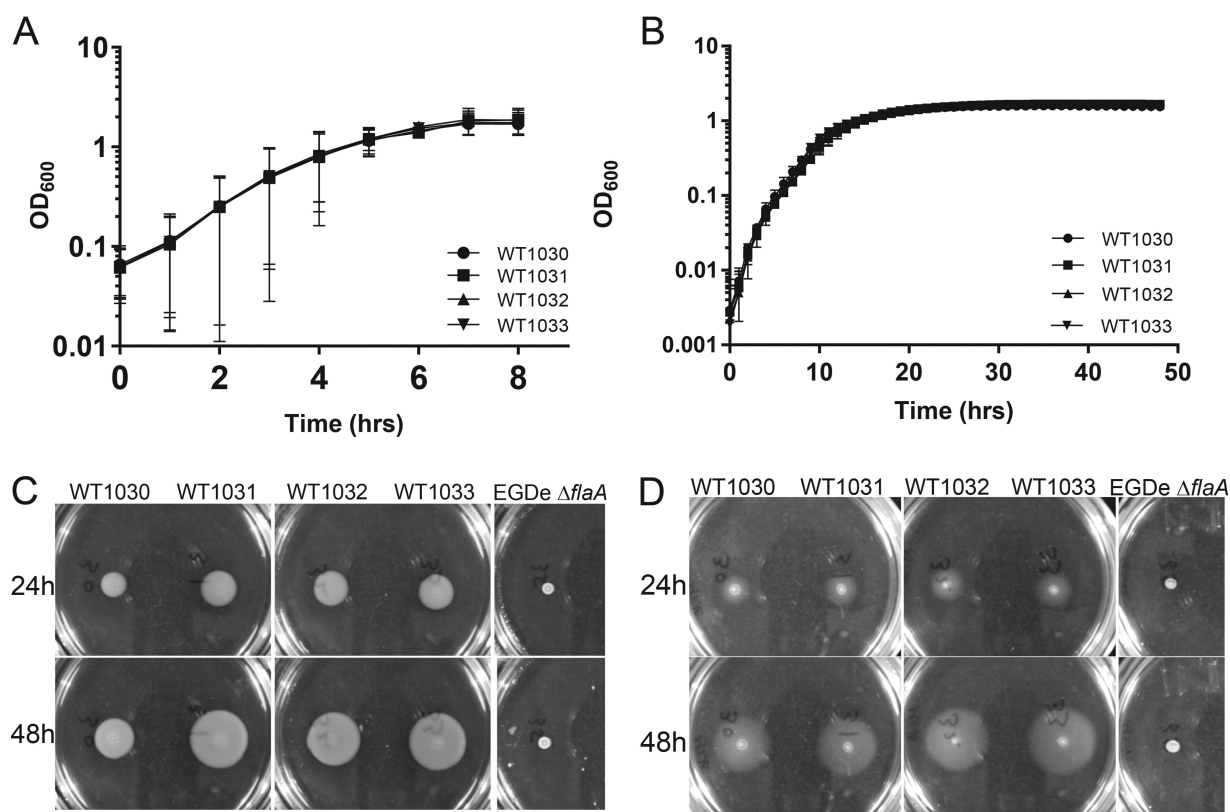 A
10
1
0.1
0.01
OD600
0 2 4 6 8
Time (hrs)
WT1030
WT1031
WT1032
WT1033
B
10
1
0.1
0.01
0.001
OD600
0 10 20 30 40 50
Time (hrs)
WT1030
WT1031
WT1032
WT1033
C
WT1030 WT1031 WT1032 WT1033 EGDe ΔflaA
24h
48h
D
WT1030 WT1031 WT1032 WT1033 EGDe ΔflaA
24h
48h